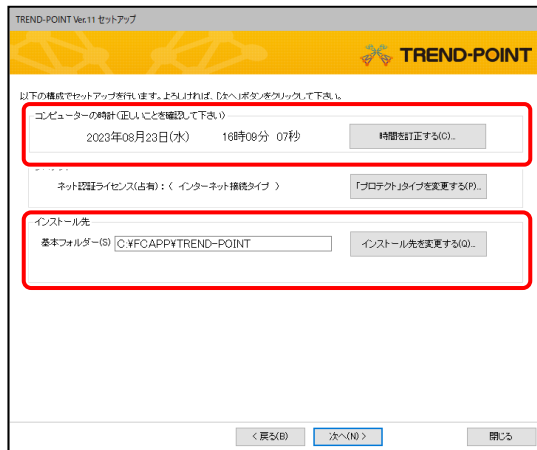 TREND-POINT Ver.11 セットアップ
TREND-POINT
以下の構成でセットアップを行います。よろしければ、「次へ」ボタンをクリックして下さい。
コンピューターの時計(正しいことを確認して下さい)
2023年08月23日(水) 16時09分 07秒 時間を訂正する(C)...
ネット認証ライセンス(占有):( インターネット接続タイプ ) 「プロテクト」タイプを変更する(P)...
インストール先
基本フォルダー(S) C:¥FCAPP¥TREND-POINT インストール先を変更する(Q)...
< 戻る(B) 次へ(N) > 閉じる